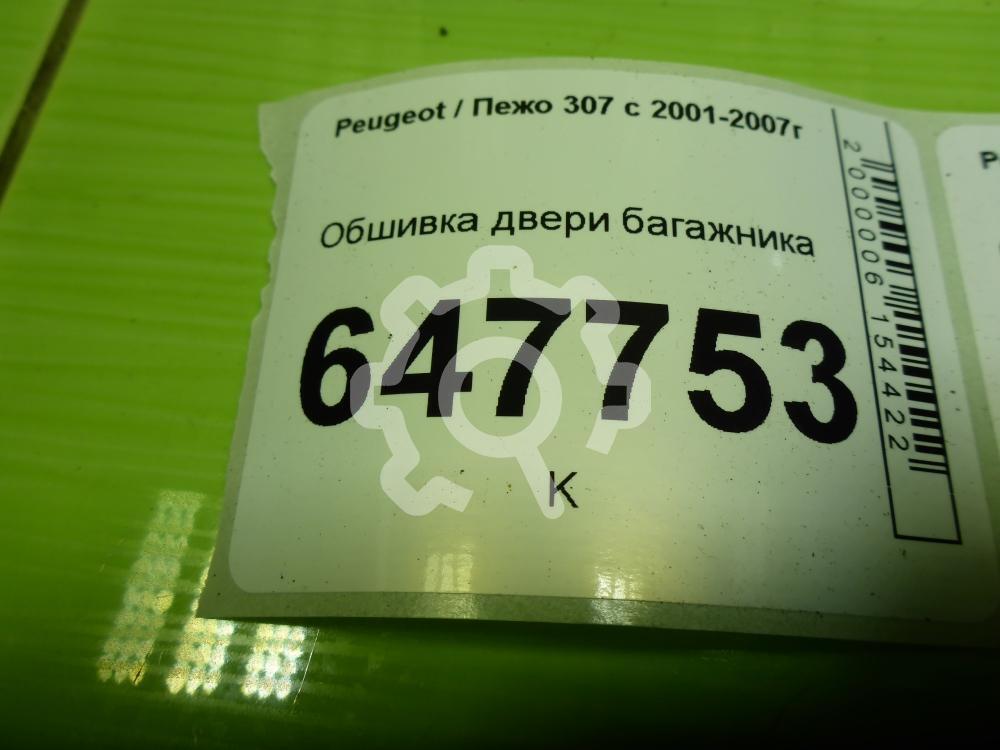 Peugeot / Пежо 307 с 2001-2007г
Обшивка двери багажника
647753
К
2000006154422
P